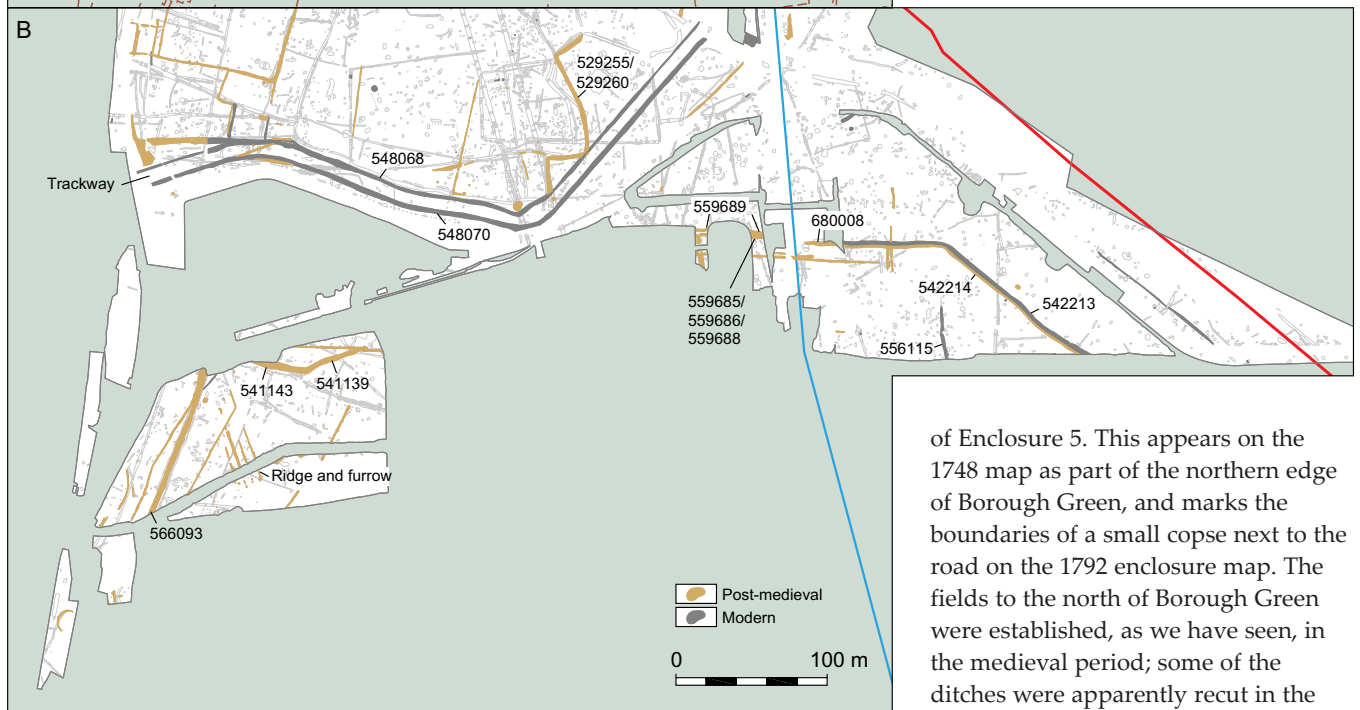 B
529255/
529260
548068
Trackway
548070
559689
680008
542214
542213
559685/
559686/
559688
556115
541143
541139
Ridge and furrow
566093
Post-medieval
Modern
0 100 m
of Enclosure 5. This appears on the
1748 map as part of the northern edge
of Borough Green, and marks the
boundaries of a small copse next to the
road on the 1792 enclosure map. The
fields to the north of Borough Green
were established, as we have seen, in
the medieval period; some of the
ditches were apparently recut in the